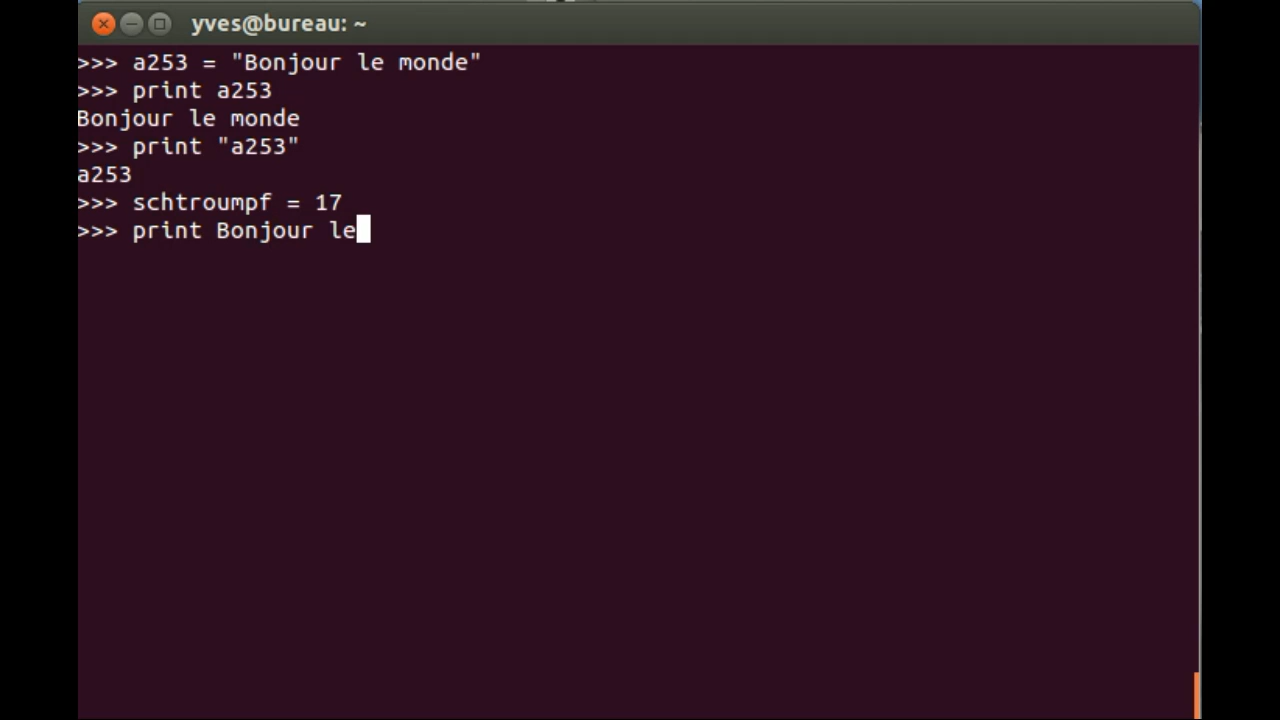 yves@bureau: ~
>>> a253 = "Bonjour le monde"
>>> print a253
Bonjour le monde
>>> print "a253"
a253
>>> schtroumpf = 17
>>> print Bonjour le